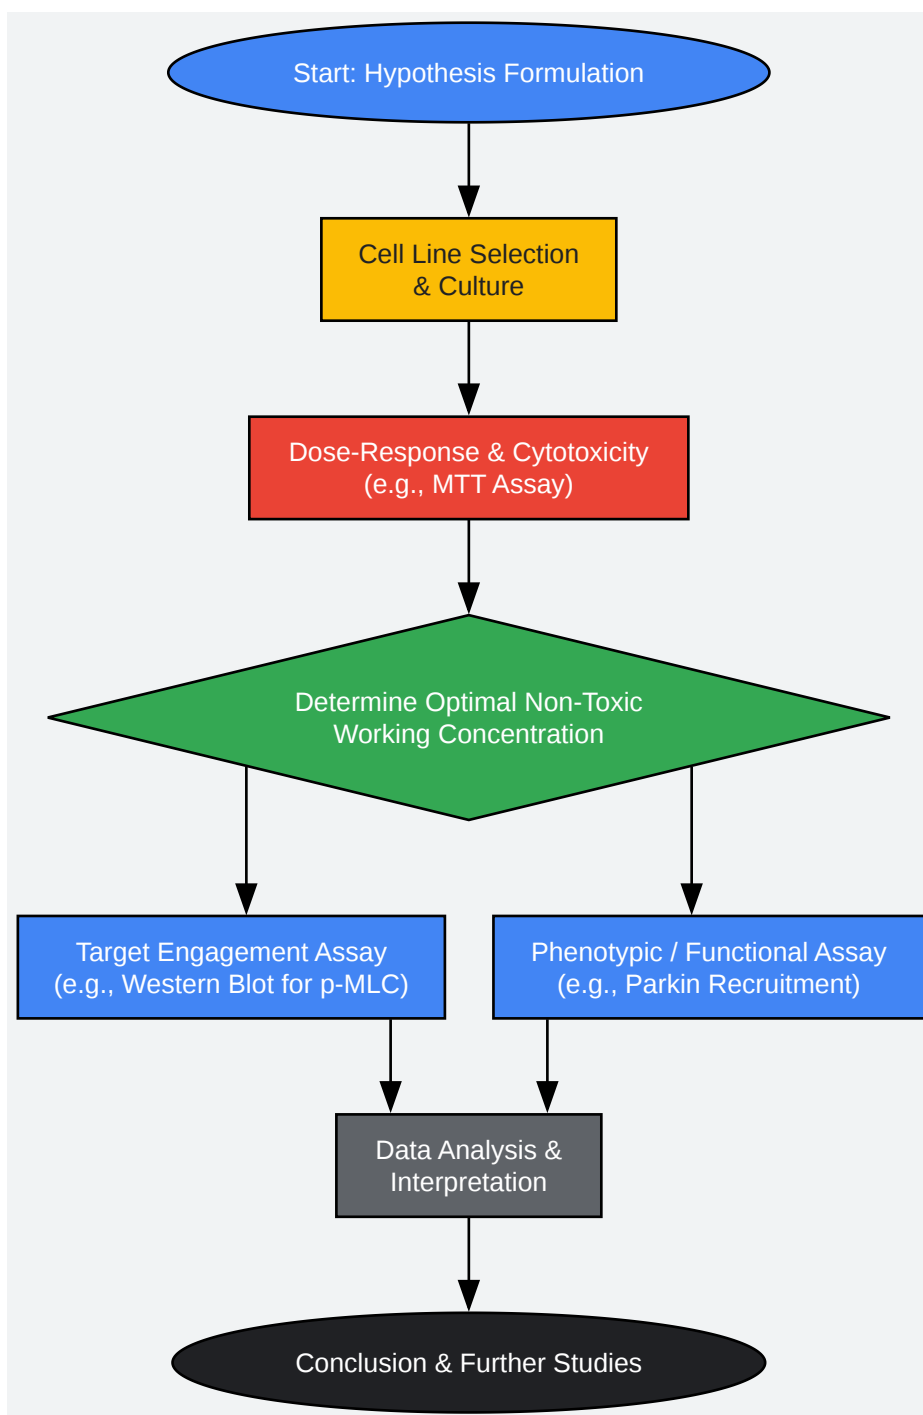 Start: Hypothesis Formulation
Cell Line Selection
& Culture
Dose-Response & Cytotoxicity
(e.g., MTT Assay)
Determine Optimal Non-Toxic
Working Concentration
Target Engagement Assay
(e.g., Western Blot for p-MLC)
Phenotypic / Functional Assay
(e.g., Parkin Recruitment)
Data Analysis &
Interpretation
Conclusion & Further Studies